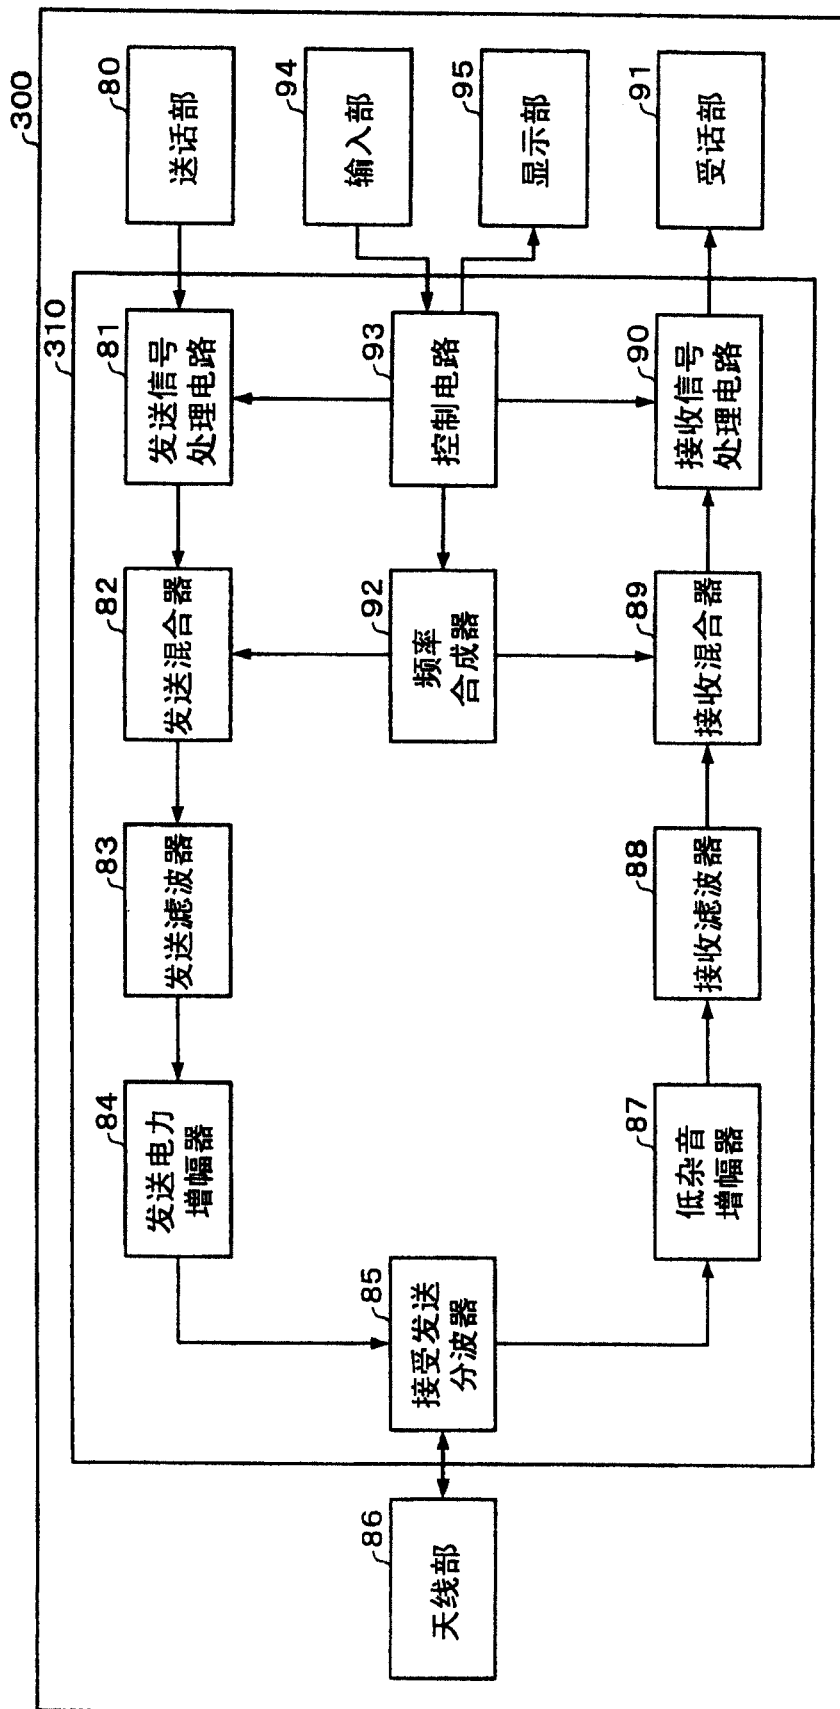 300
310
80
送话部
94
输入部
95
显示部
91
受话部
81
发送信号
处理电路
93
控制电路
90
接收信号
处理电路
82
发送混合器
92
频率
合成器
89
接收混合器
83
发送滤波器
88
接收滤波器
84
发送电力
增幅器
87
低杂音
增幅器
85
接受发送
分波器
86
天线部